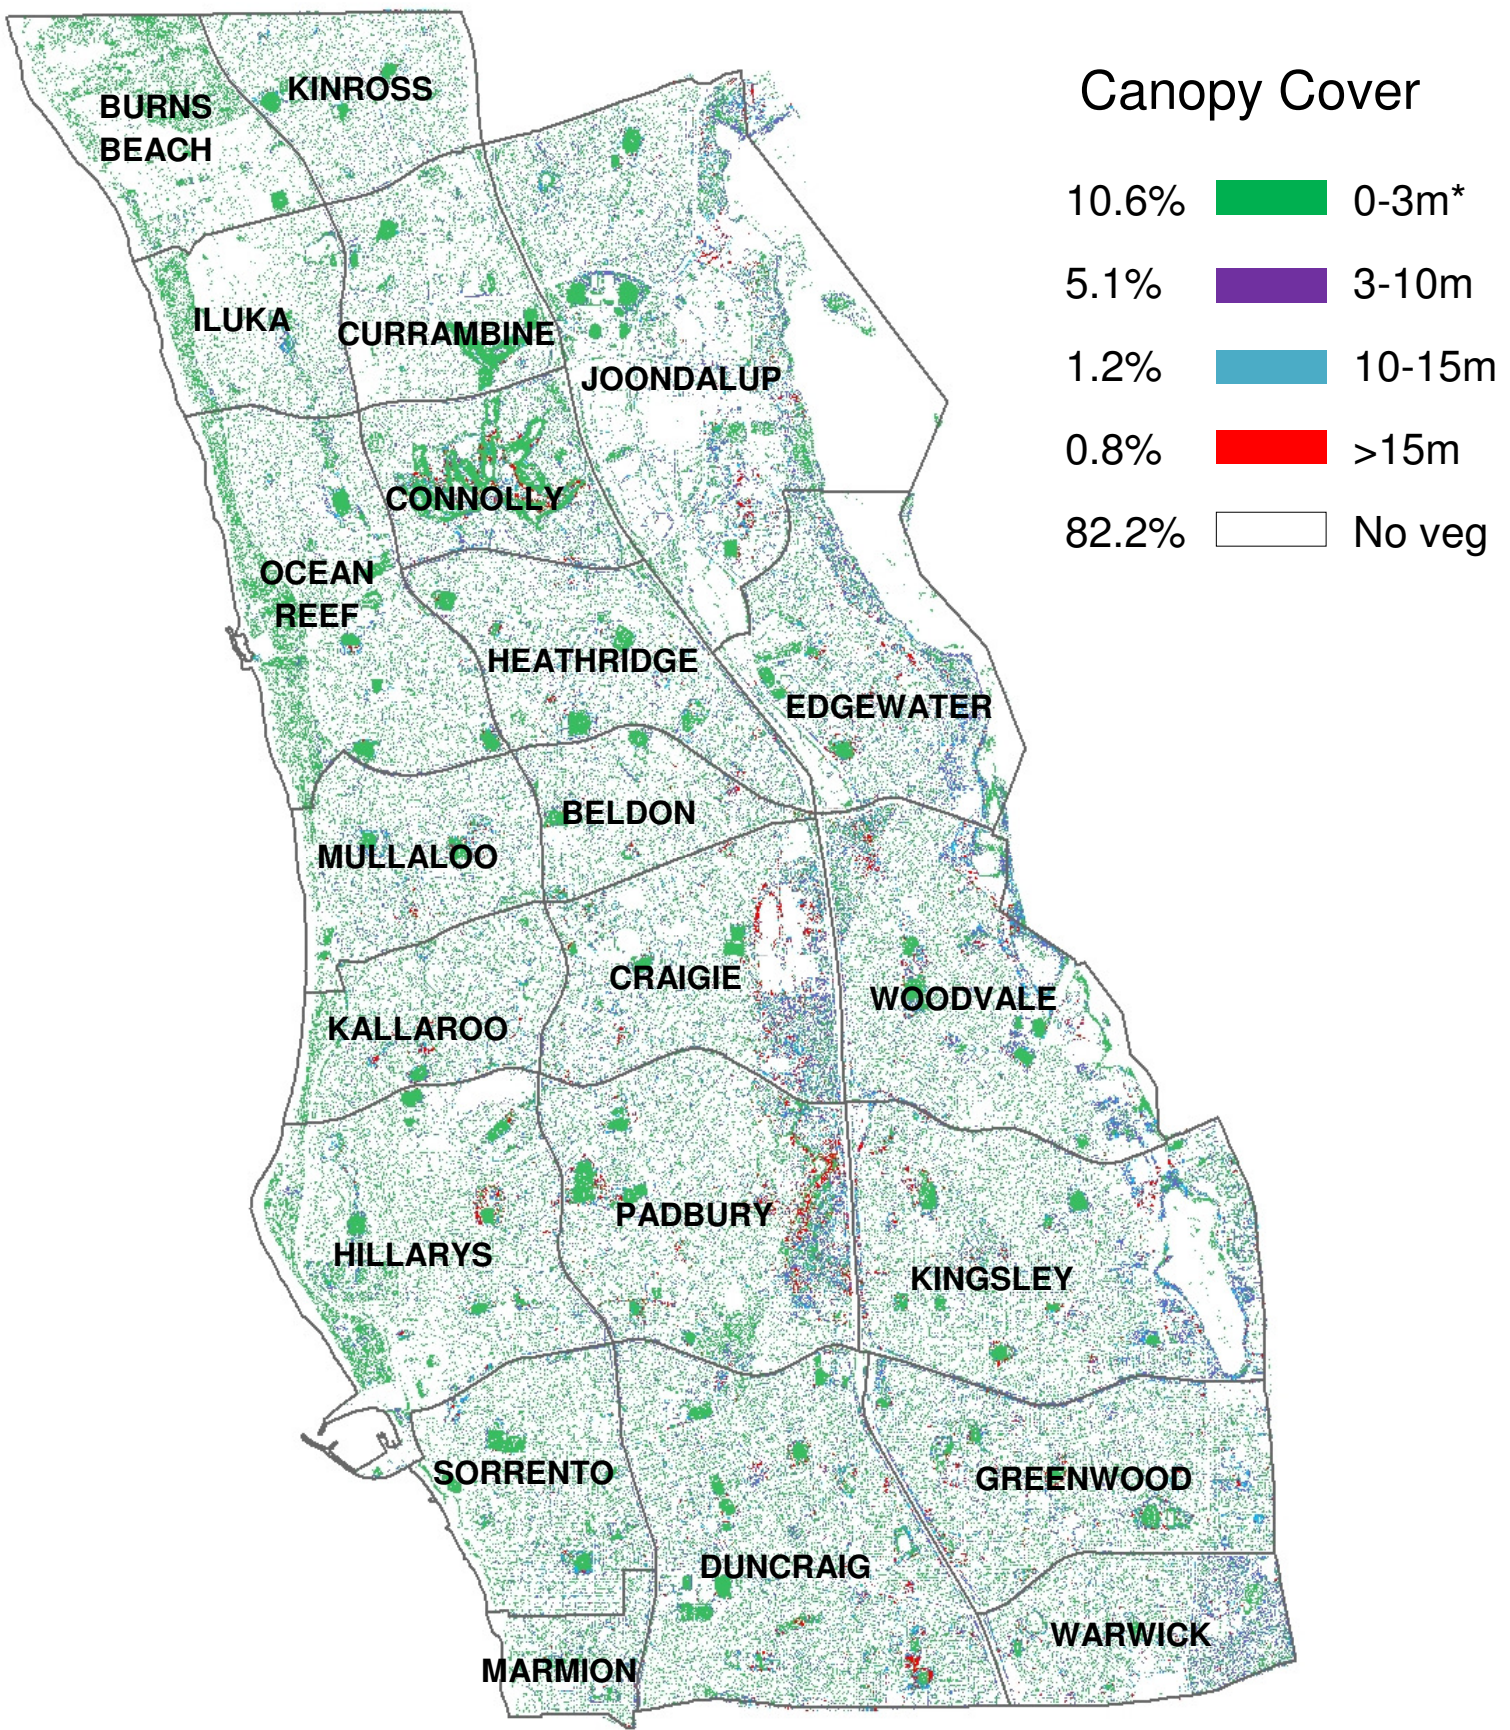 Canopy Cover
10.6% 0-3m*
5.1% 3-10m
1.2% 10-15m
0.8% >15m
82.2% No veg
BURNS
BEACH
KINROSS
ILUKA
CURRAMBINE
JOONDALUP
CONNOLLY
OCEAN
REEF
HEATHRIDGE
EDGEWATER
BELDON
MULLALOO
CRAIGIE
WOODVALE
KALLAROO
PADBURY
HILLARYS
KINGSLEY
SORRENTO
GREENWOOD
DUNCRAIG
WARWICK
MARMION